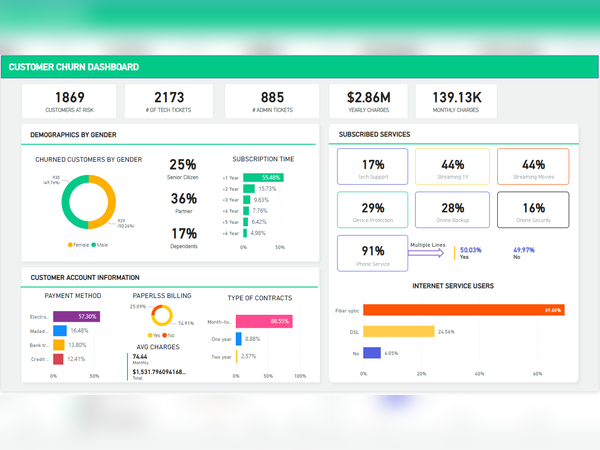 CUSTOMER CHURN DASHBOARD
1869
CUSTOMERS AT RISK
2173
# OF TECH TICKETS
885
# ADMIN TICKETS
$2.86M
YEARLY CHARGES
139.13K
MONTHLY CHARGES
DEMOGRAPHICS BY GENDER
CHURNED CUSTOMERS BY GENDER
930
(49.76%)
939
(50.24%)
Female Male
25%
Senior Citizen
36%
Partner
17%
Dependents
SUBSCRIPTION TIME
<1 Year 55.48%
<2 Year 15.73%
<3 Year 9.63%
<4 Year 7.76%
<5 Year 6.42%
<6 Year 4.98%
0% 50%
SUBSCRIBED SERVICES
17%
Tech Support
44%
Streaming TV
44%
Streaming Movies
29%
Device Protection
28%
Online Backup
16%
Online Security
91%
Phone Service
Multiple Lines
50.03%
Yes
49.97%
No
INTERNET SERVICE USERS
Fiber optic 69.40%
DSL 24.56%
No 6.05%
0% 20% 40% 60%
CUSTOMER ACCOUNT INFORMATION
PAYMENT METHOD
Electro... 57.30%
Mailed ... 16.48%
Bank tr... 13.80%
Credit ... 12.41%
0% 50%
PAPERLSS BILLING
25.09%
74.91%
Yes No
AVG CHARGES
74.44
Monthly
$1,531.796094168...
Total
TYPE OF CONTRACTS
Month-to... 88.55%
One year 8.88%
Two year 2.57%
0% 50% 100%